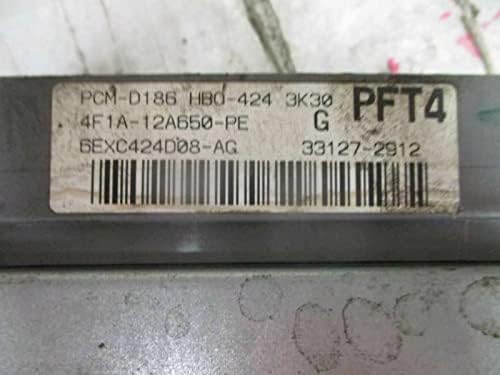 PCM-D186 HBO-424 3K30 PFT4
4F1A-12A650-PE G
6EXC424D08-AG 33127-2912